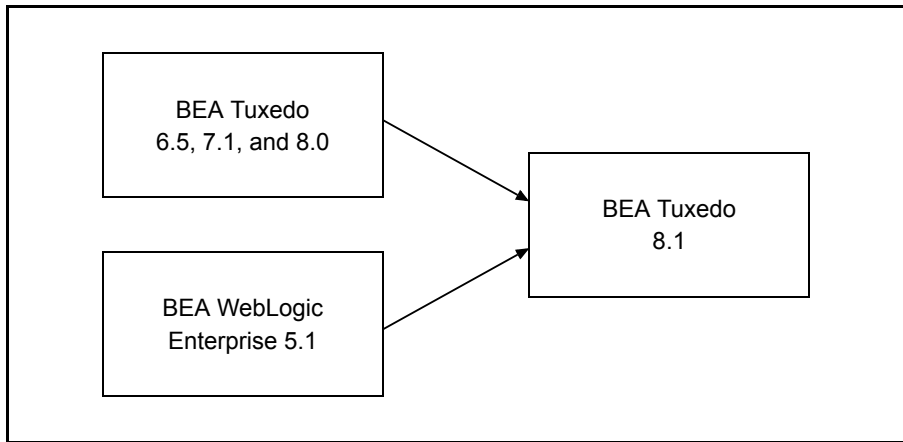 BEA Tuxedo
6.5, 7.1, and 8.0
BEA WebLogic
Enterprise 5.1
BEA Tuxedo
8.1